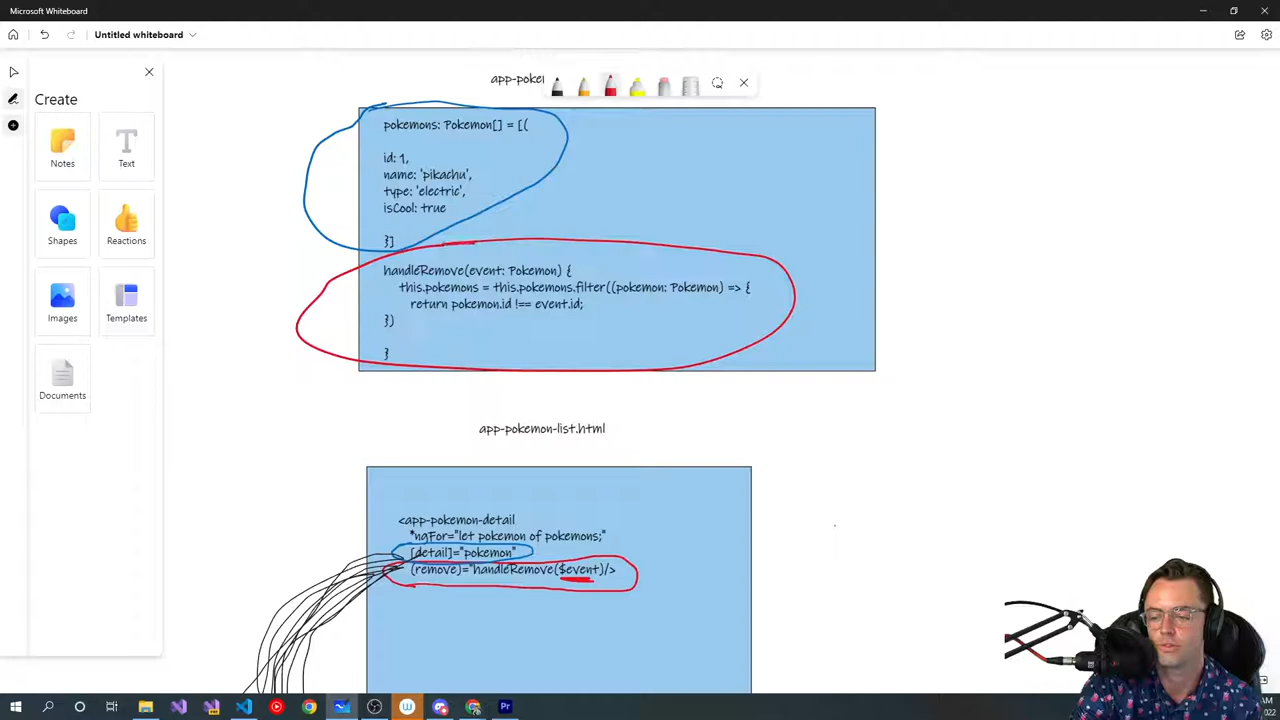 Microsoft Whiteboard
Untitled whiteboard
Create
Notes
Text
Shapes
Reactions
Images
Templates
Documents
pokemons: Pokemon[] = [{
id: 1,
name: 'pikachu',
type: 'electric',
isCool: true
}]
handleRemove(event: Pokemon) {
this.pokemons = this.pokemons.filter((pokemon: Pokemon) => {
return pokemon.id !== event.id;
})
}
app-pokemon-list.html
<app-pokemon-detail
*ngFor="let pokemon of pokemons;"
[detail]="pokemon"
(remove)="handleRemove($event)/>